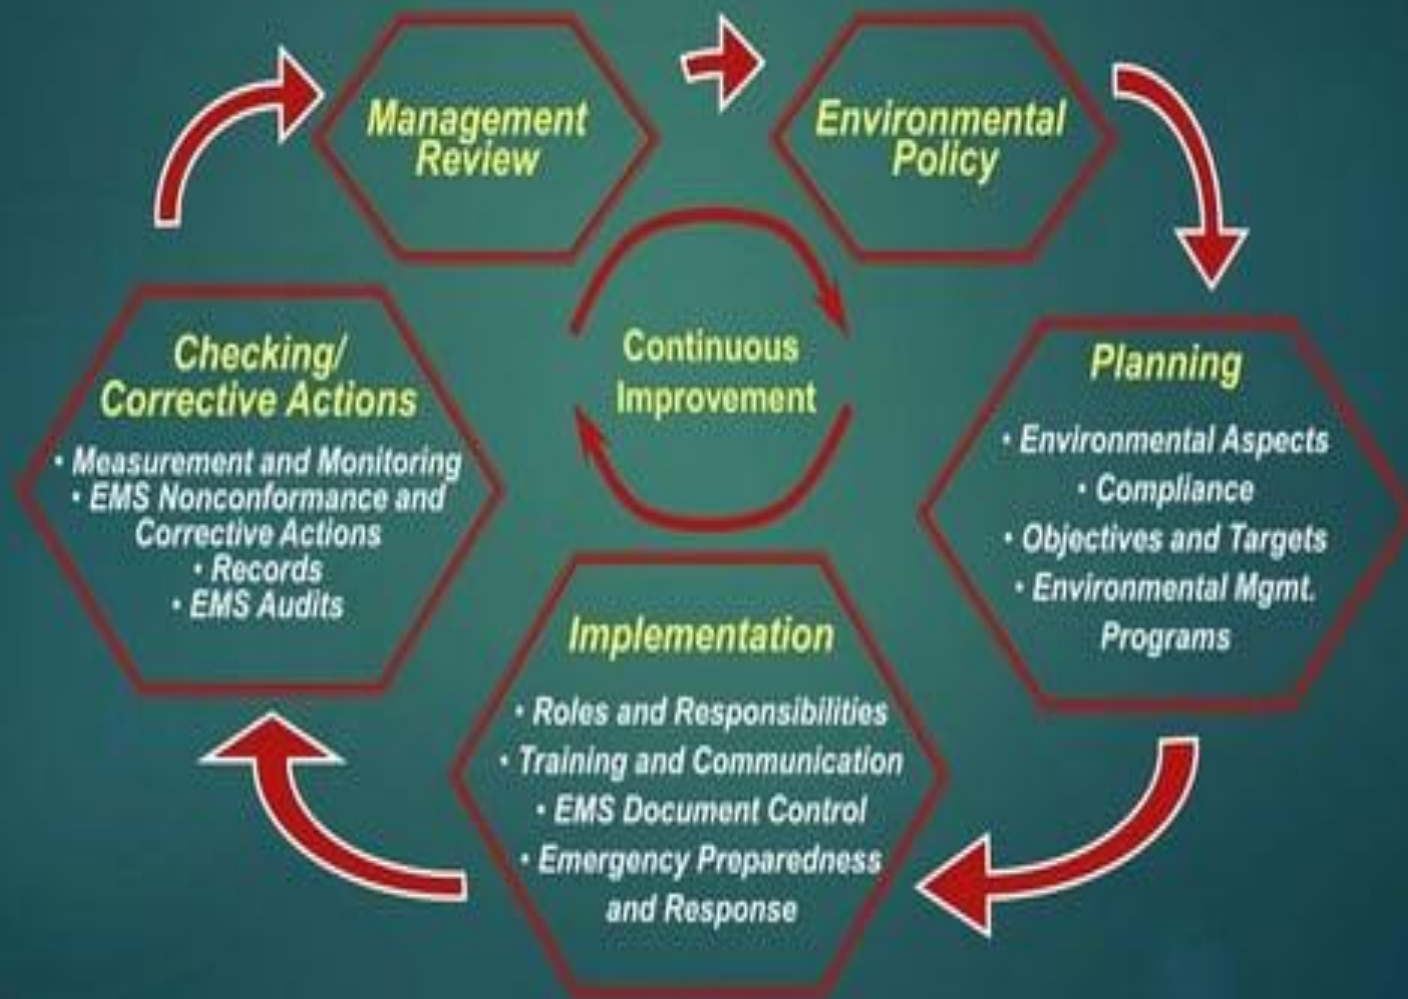 Management
Review
Environmental
Policy
Continuous
Improvement
Checking/
Corrective Actions
• Measurement and Monitoring
• EMS Nonconformance and
Corrective Actions
• Records
• EMS Audits
Planning
• Environmental Aspects
• Compliance
• Objectives and Targets
• Environmental Mgmt.
Programs
Implementation
• Roles and Responsibilities
• Training and Communication
• EMS Document Control
• Emergency Preparedness
and Response